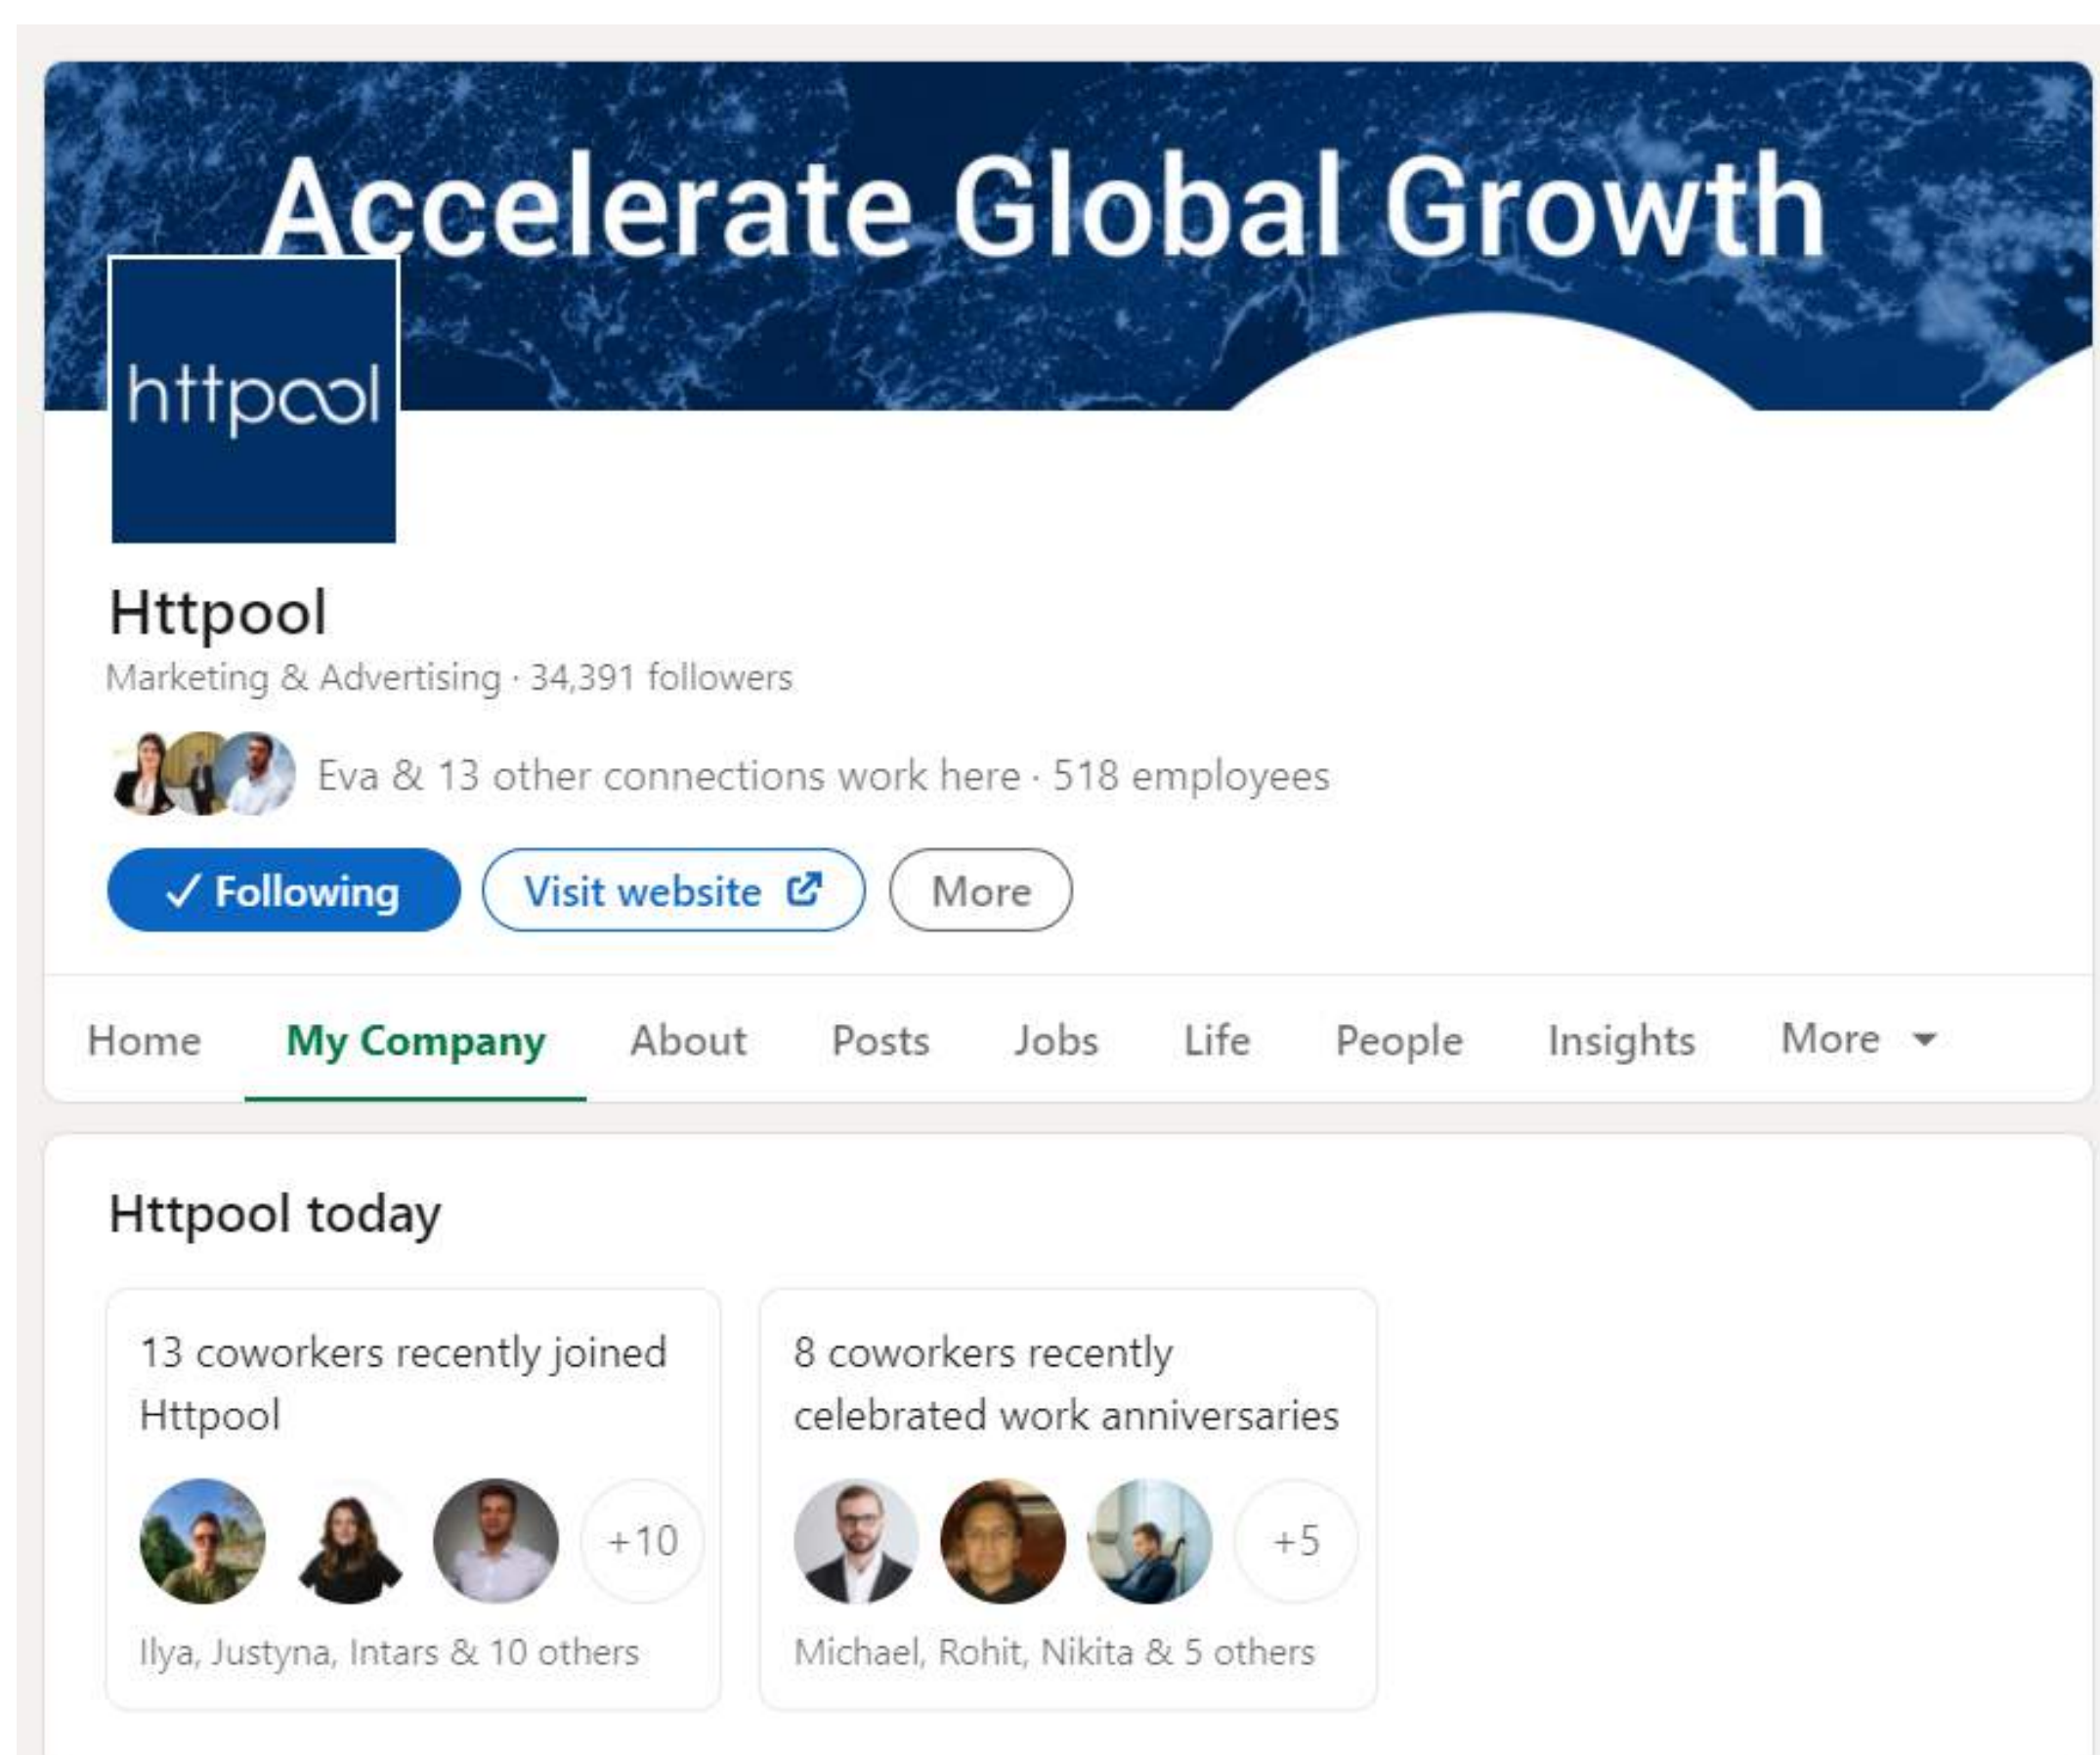 Accelerate Global Growth
httpool
Httpool
Marketing & Advertising · 34,391 followers
Eva & 13 other connections work here · 518 employees
✓ Following Visit website More
Home My Company About Posts Jobs Life People Insights More
Httpool today
13 coworkers recently joined
Httpool
+10
Ilya, Justyna, Intars & 10 others
8 coworkers recently
celebrated work anniversaries
+5
Michael, Rohit, Nikita & 5 others